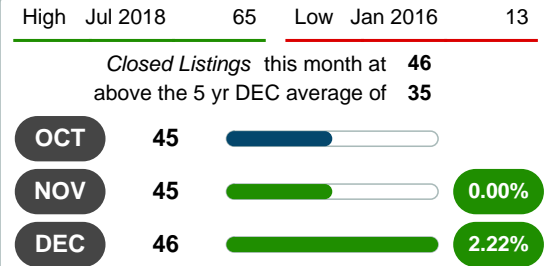 High Jul 2018 65 Low Jan 2016 13
Closed Listings this month at 46
above the 5 yr DEC average of 35
OCT 45
NOV 45 0.00%
DEC 46 2.22%